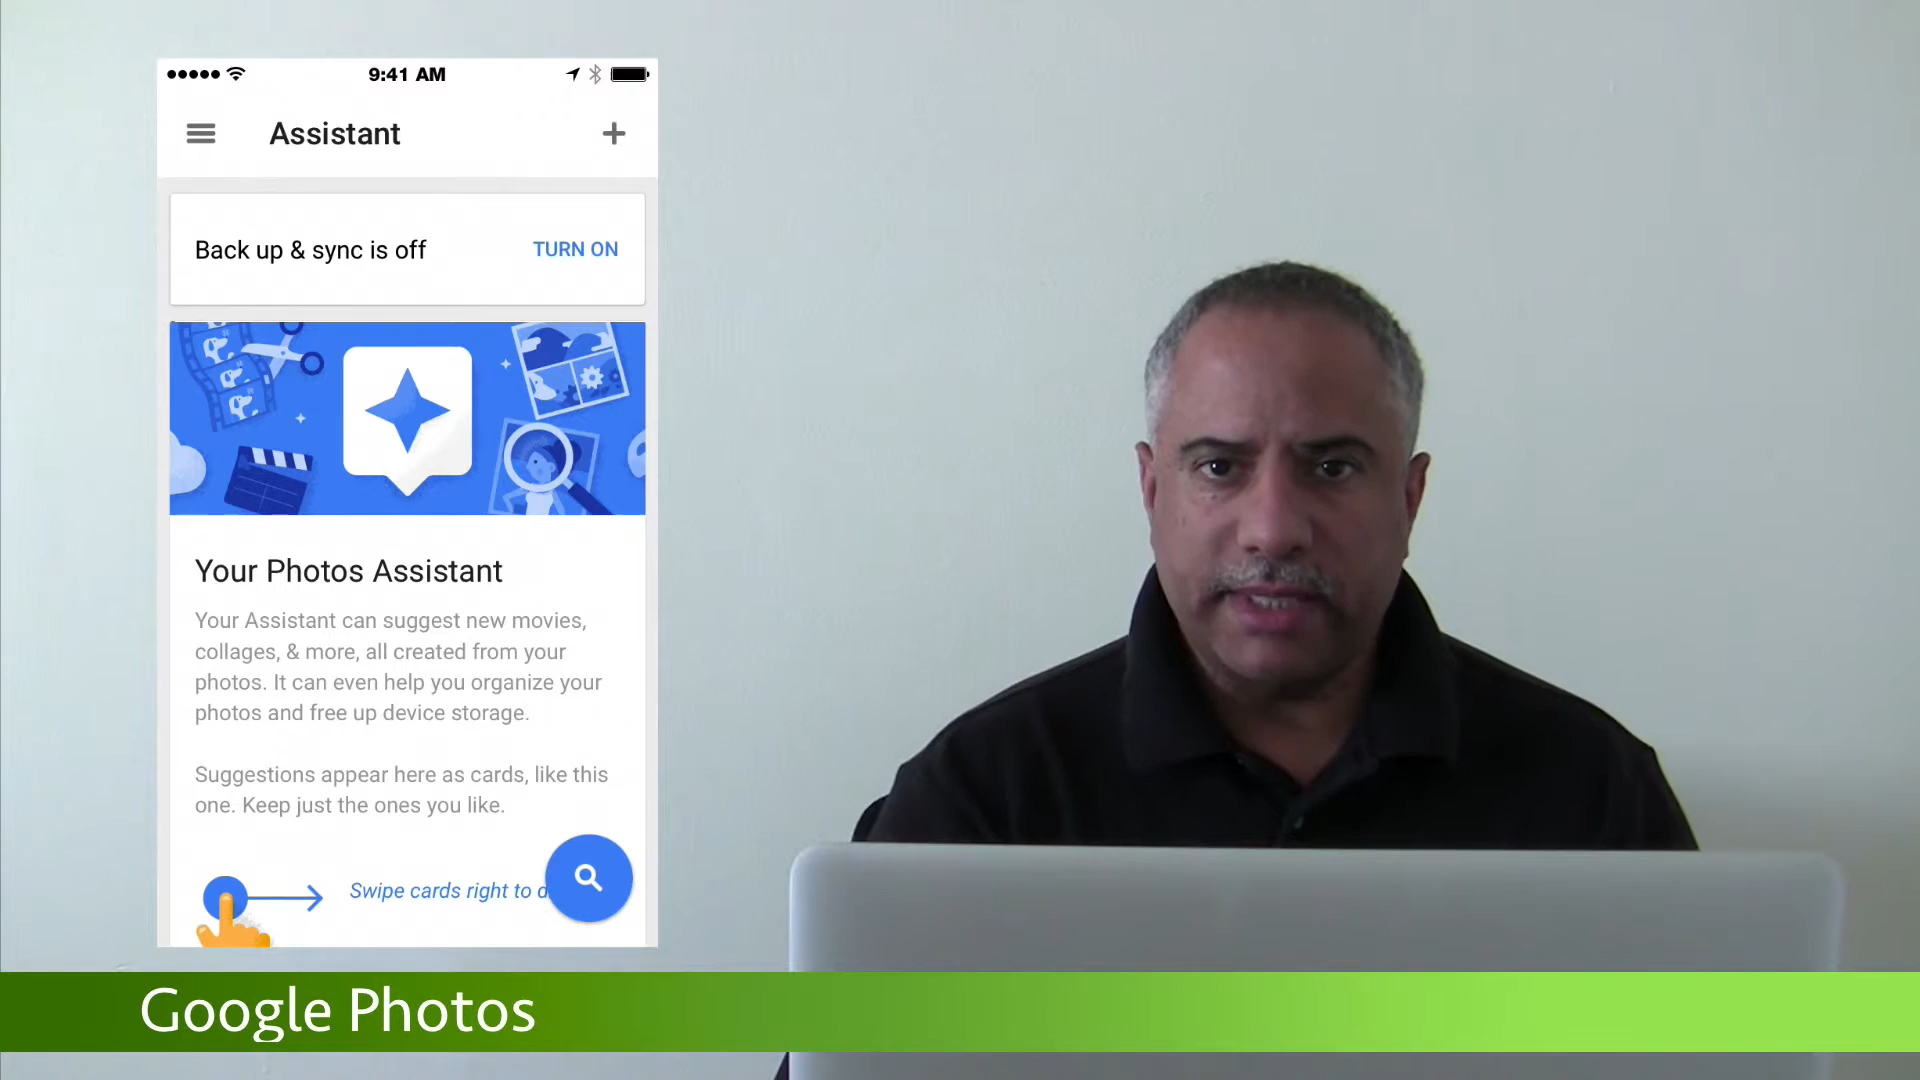 9:41 AM
Assistant
Back up & sync is off
TURN ON
Your Photos Assistant
Your Assistant can suggest new movies,
collages, & more, all created from your
photos. It can even help you organize your
photos and free up device storage.
Suggestions appear here as cards, like this
one. Keep just the ones you like.
Swipe cards right to d
Google Photos